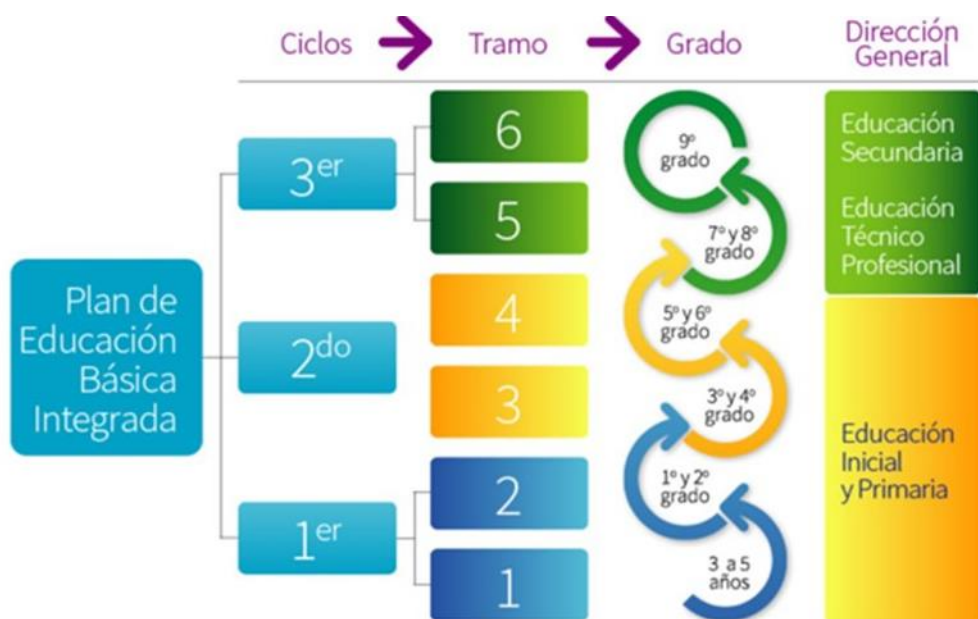 Ciclos
Tramo
Grado
Dirección
General
Plan de
Educación
Básica
Integrada
3er
2do
1er
6
5
4
3
2
1
9º
grado
7º y 8º
grado
5º y 6º
grado
3º y 4º
grado
1º y 2º
grado
3 a 5
años
Educación
Secundaria
Educación
Técnico
Profesional
Educación
Inicial
y Primaria